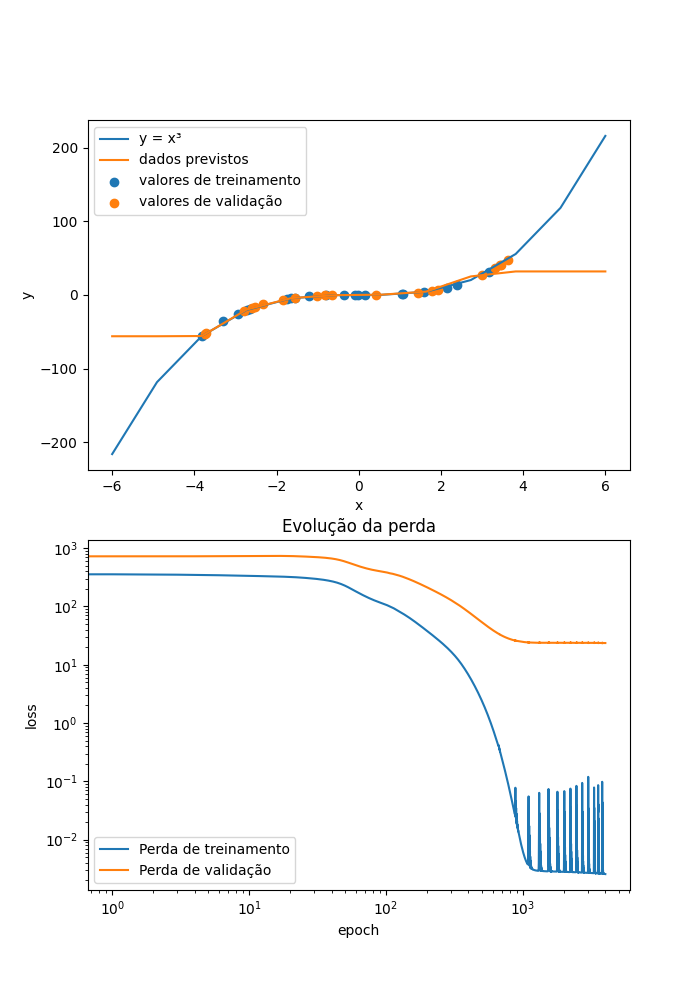 y = x³
dados previstos
valores de treinamento
valores de validação
200
100
0
−100
−200
y
−6 −4 −2 0 2 4 6
x
Evolução da perda
10³
10²
10¹
10⁰
10⁻¹
10⁻²
loss
Perda de treinamento
Perda de validação
10⁰ 10¹ 10² 10³
epoch